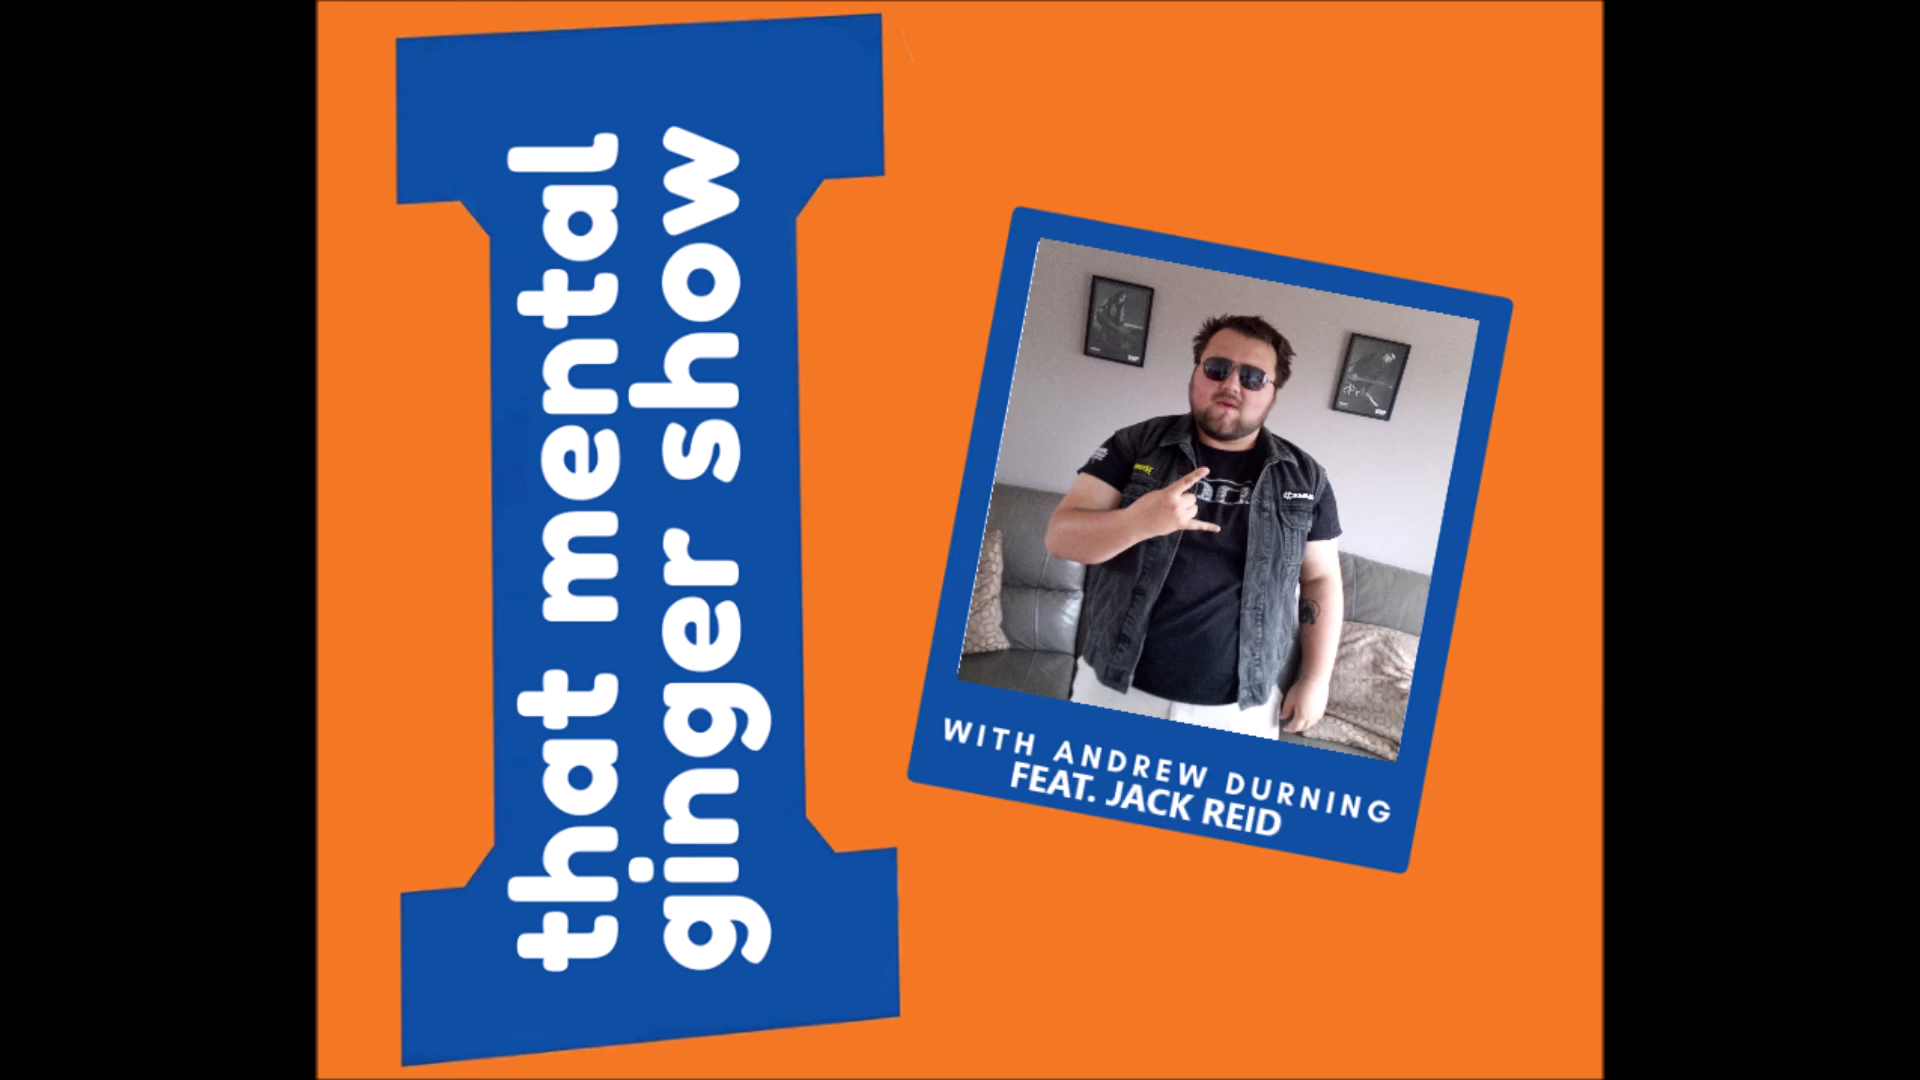 that mental
ginger show
WITH ANDREW DURNING
FEAT. JACK REID